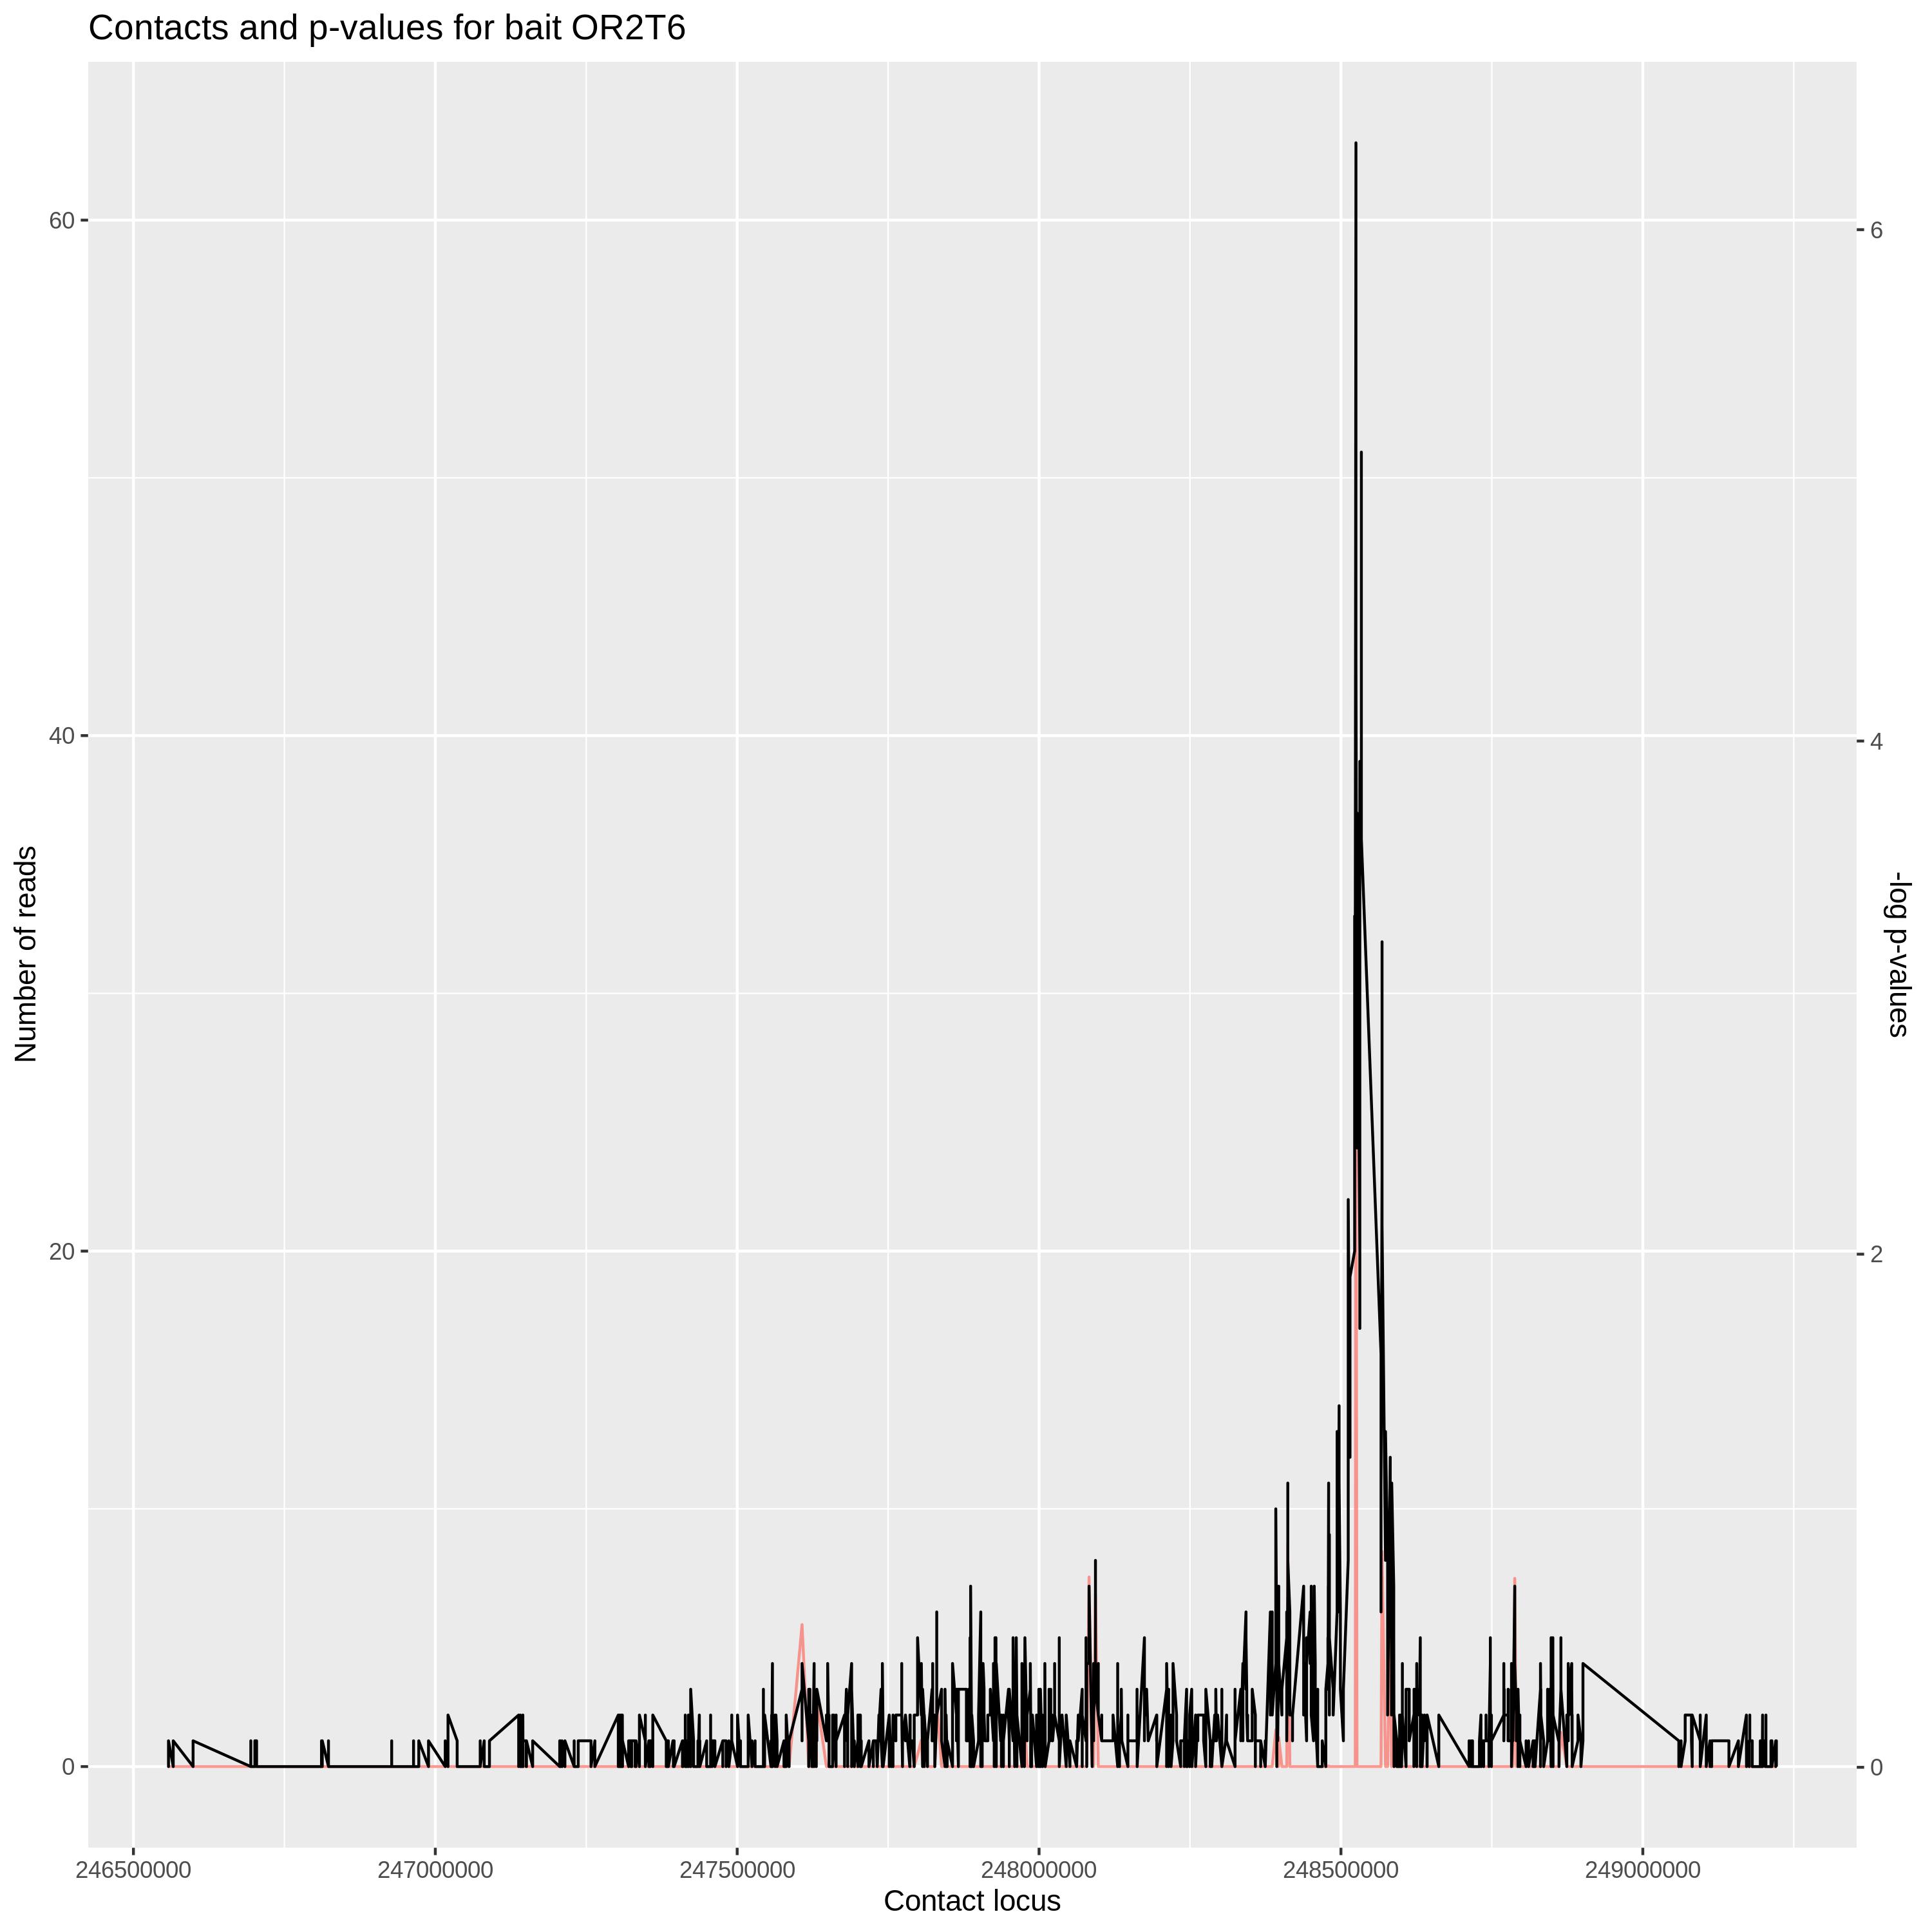 Contacts and p-values for bait OR2T6
60
40
20
0
6
4
2
0
Number of reads
-log p-values
246500000 247000000 247500000 248000000 248500000 249000000
Contact locus